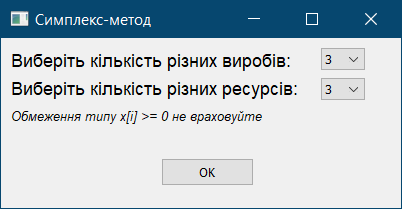 Симплекс-метод
Виберіть кількість різних виробів: 3
Виберіть кількість різних ресурсів: 3
Обмеження типу x[i] >= 0 не враховуйте
OK